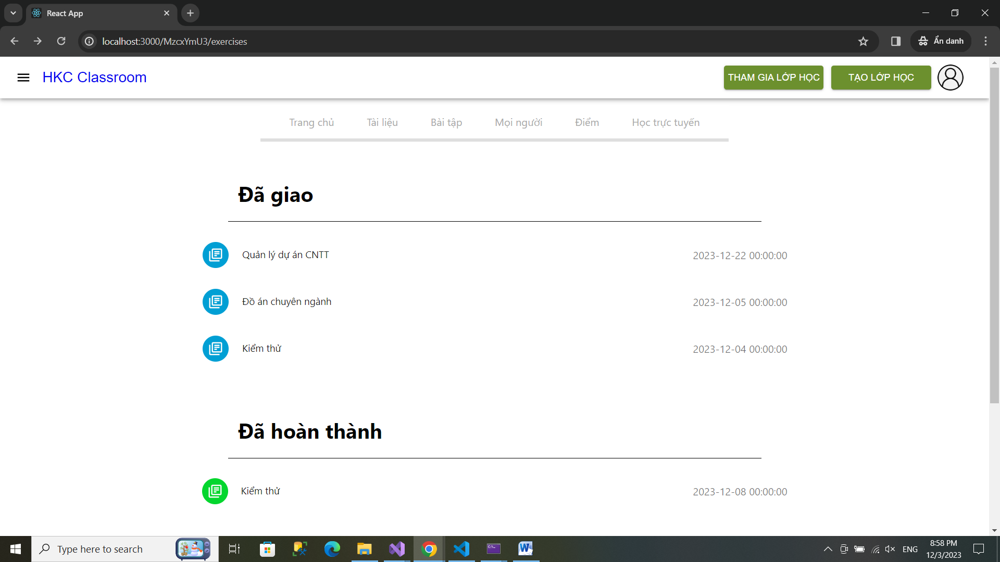 React App
localhost:3000/MzcxYmU3/exercises
Ẩn danh
HKC Classroom
THAM GIA LỚP HỌC
TẠO LỚP HỌC
Trang chủ
Tài liệu
Bài tập
Mọi người
Điểm
Học trực tuyến
Đã giao
Quản lý dự án CNTT
2023-12-22 00:00:00
Đồ án chuyên ngành
2023-12-05 00:00:00
Kiểm thử
2023-12-04 00:00:00
Đã hoàn thành
Kiểm thử
2023-12-08 00:00:00
Type here to search
ENG
8:58 PM
12/3/2023